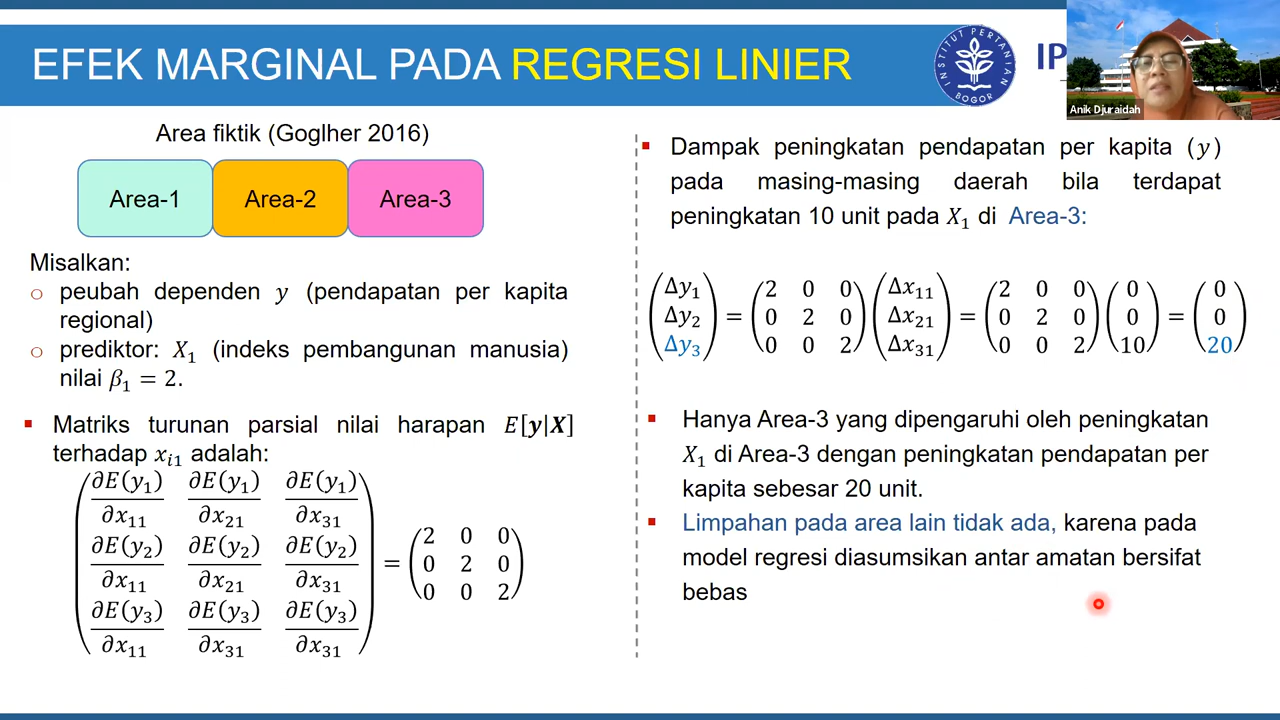 EFEK MARGINAL PADA REGRESI LINIER
INSTITUT PERTANIAN
BOGOR
IP
Anik Djuraidah
Area fiktik (Goglher 2016)
Area-1
Area-2
Area-3
Misalkan:
o peubah dependen y (pendapatan per kapita
regional)
o prediktor: X₁ (indeks pembangunan manusia)
nilai β₁ = 2.
▪ Matriks turunan parsial nilai harapan E[y|X]
terhadap xᵢ₁ adalah:
∂E(y₁) ∂E(y₁) ∂E(y₁)
∂x₁₁ ∂x₂₁ ∂x₃₁
∂E(y₂) ∂E(y₂) ∂E(y₂)
∂x₁₁ ∂x₂₁ ∂x₃₁
∂E(y₃) ∂E(y₃) ∂E(y₃)
∂x₁₁ ∂x₃₁ ∂x₃₁
=
2 0 0
0 2 0
0 0 2
▪ Dampak peningkatan pendapatan per kapita (y)
pada masing-masing daerah bila terdapat
peningkatan 10 unit pada X₁ di Area-3:
(Δy₁) (2 0 0) (Δx₁₁) (2 0 0) (0) (0)
(Δy₂) = (0 2 0) (Δx₂₁) = (0 2 0) (0) = (0)
(Δy₃) (0 0 2) (Δx₃₁) (0 0 2) (10) (20)
▪ Hanya Area-3 yang dipengaruhi oleh peningkatan
X₁ di Area-3 dengan peningkatan pendapatan per
kapita sebesar 20 unit.
▪ Limpahan pada area lain tidak ada, karena pada
model regresi diasumsikan antar amatan bersifat
bebas